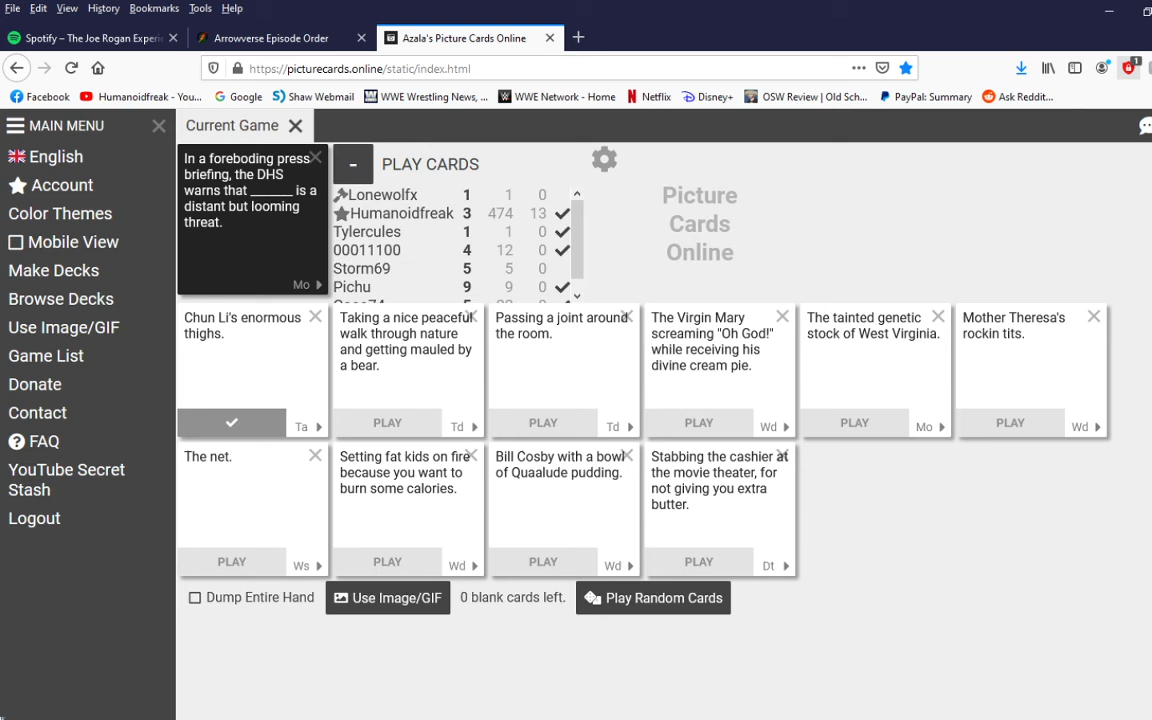 File Edit View History Bookmarks Tools Help
Spotify – The Joe Rogan Experi
Arrowverse Episode Order
Azala's Picture Cards Online
https://picturecards.online/static/index.html
1
Facebook
Humanoidfreak - You...
Google
Shaw Webmail
WWE Wrestling News, ...
WWE Network - Home
Netflix
Disney+
OSW Review | Old Sch...
PayPal: Summary
Ask Reddit...
MAIN MENU
English
Account
Color Themes
Mobile View
Make Decks
Browse Decks
Use Image/GIF
Game List
Donate
Contact
FAQ
YouTube Secret
Stash
Logout
Current Game
In a foreboding press
briefing, the DHS
warns that ______ is a
distant but looming
threat.
Mo
- PLAY CARDS
Lonewolfx 1 1 0
Humanoidfreak 3 474 13
Tylercules 1 1 0
00011100 4 12 0
Storm69 5 5 0
Pichu 9 9 0
Picture
Cards
Online
Chun Li's enormous
thighs.
Ta
Taking a nice peaceful
walk through nature
and getting mauled by
a bear.
PLAY Td
Passing a joint around
the room.
PLAY Td
The Virgin Mary
screaming "Oh God!"
while receiving his
divine cream pie.
PLAY Wd
The tainted genetic
stock of West Virginia.
PLAY Mo
Mother Theresa's
rockin tits.
PLAY Wd
The net.
PLAY Ws
Setting fat kids on fire
because you want to
burn some calories.
PLAY Wd
Bill Cosby with a bowl
of Quaalude pudding.
PLAY Wd
Stabbing the cashier at
the movie theater, for
not giving you extra
butter.
PLAY Dt
Dump Entire Hand
Use Image/GIF
0 blank cards left.
Play Random Cards